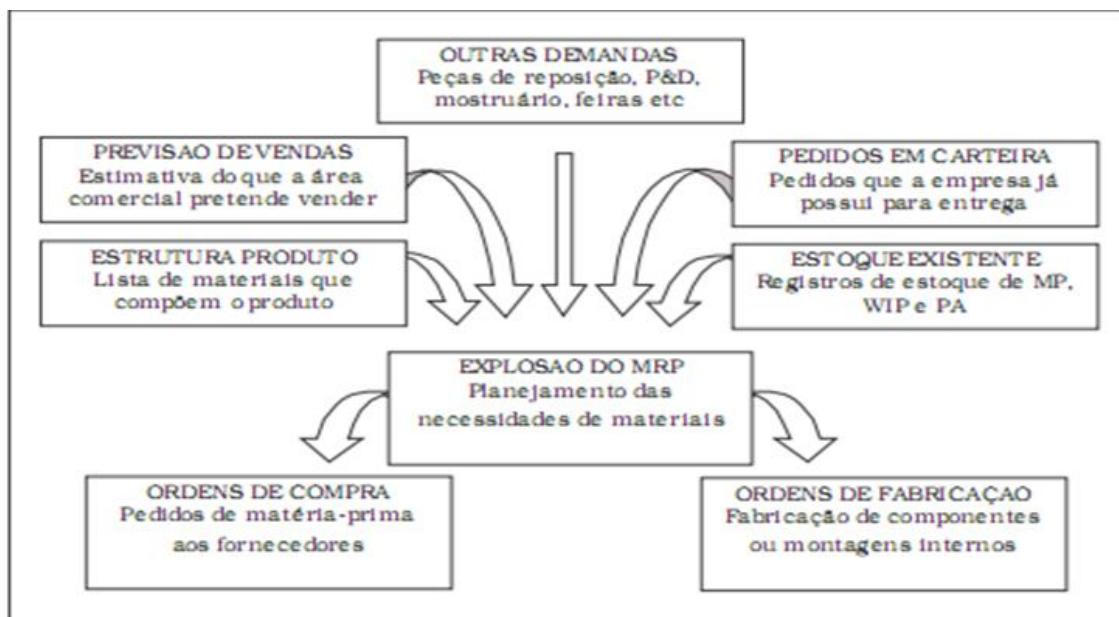 OUTRAS DEMANDAS
Peças de reposição, P&D,
mostruário, feiras etc
PREVISAO DE VENDAS
Estimativa do que a área
comercial pretende vender
PEDIDOS EM CARTEIRA
Pedidos que a empresa já
possui para entrega
ESTRUTURA PRODUTO
Lista de materiais que
compõem o produto
ESTOQUE EXISTENTE
Registros de estoque de MP,
WIP e PA
EXPLOSAO DO MRP
Planejamento das
necessidades de materiais
ORDENS DE COMPRA
Pedidos de matéria-prima
aos fornecedores
ORDENS DE FABRICAÇAO
Fabricação de componentes
ou montagens internos